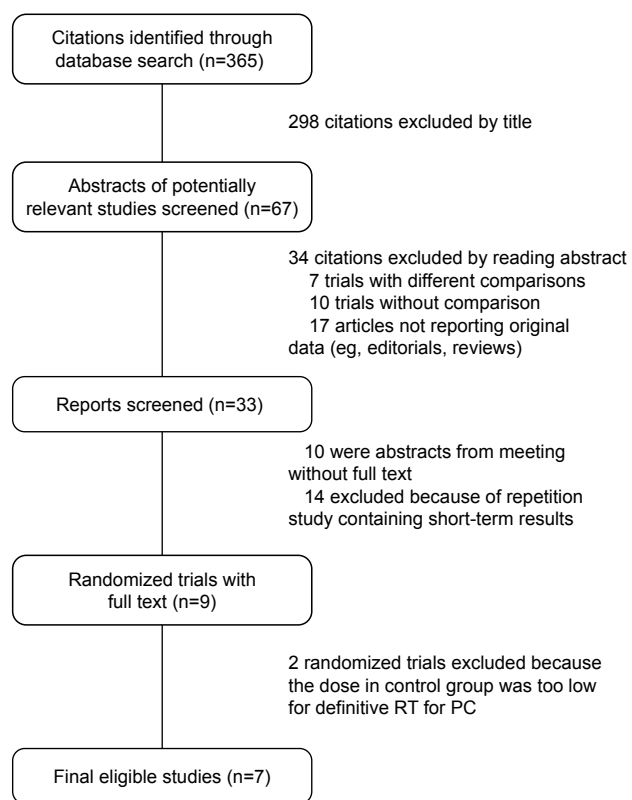 Citations identified through
database search (n=365)
298 citations excluded by title
Abstracts of potentially
relevant studies screened (n=67)
34 citations excluded by reading abstract
7 trials with different comparisons
10 trials without comparison
17 articles not reporting original
data (eg, editorials, reviews)
Reports screened (n=33)
10 were abstracts from meeting
without full text
14 excluded because of repetition
study containing short-term results
Randomized trials with
full text (n=9)
2 randomized trials excluded because
the dose in control group was too low
for definitive RT for PC
Final eligible studies (n=7)